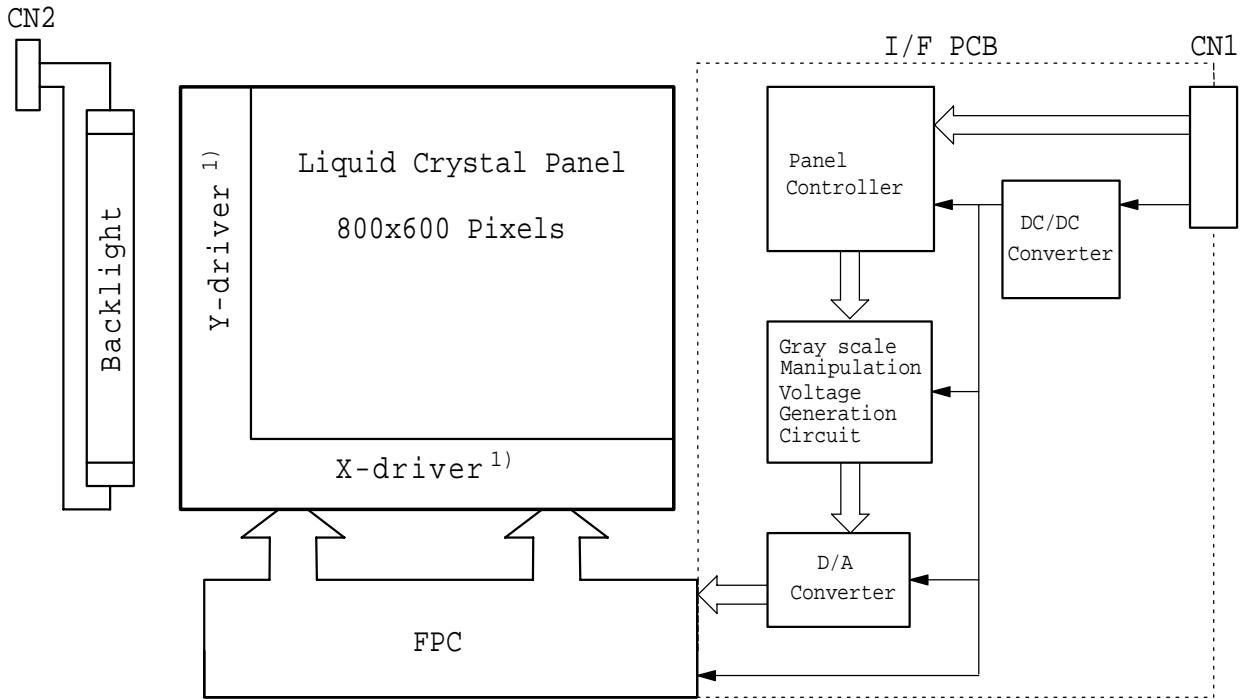 CN2
I/F PCB
CN1
Backlight
Y-driver 1)
Liquid Crystal Panel
800x600 Pixels
X-driver 1)
FPC
Panel
Controller
DC/DC
Converter
Gray scale
Manipulation
Voltage
Generation
Circuit
D/A
Converter